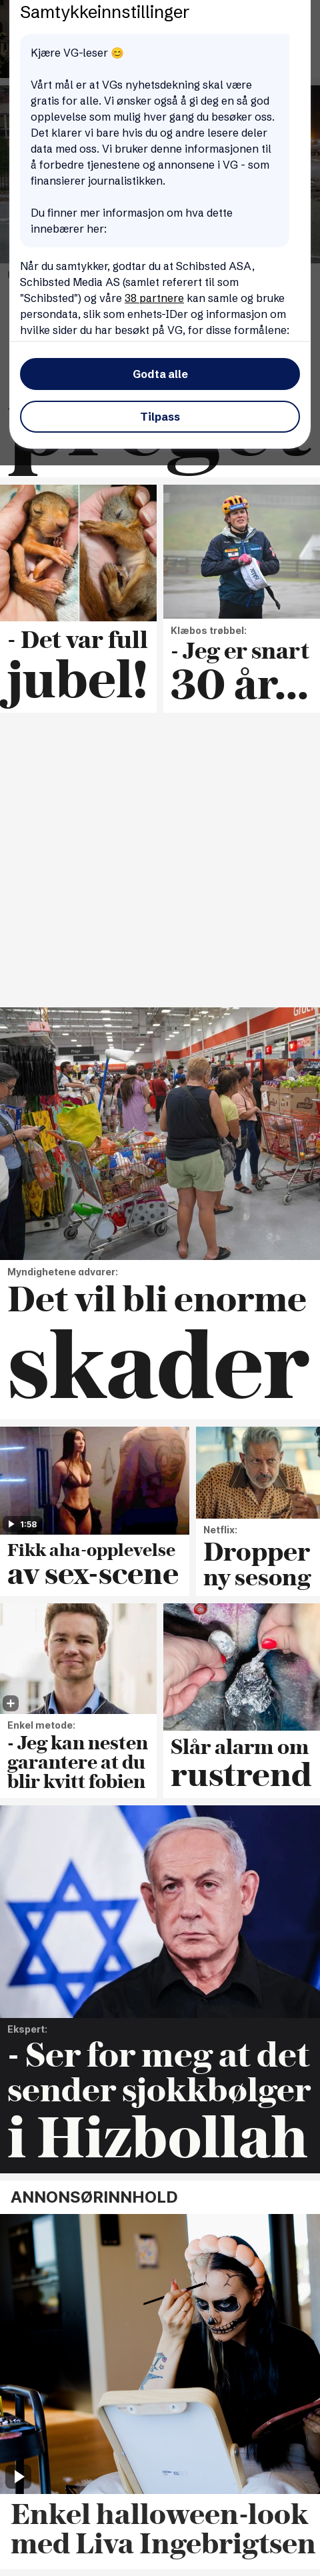 Samtykkeinnstillinger
Kjære VG-leser 😊
Vårt mål er at VGs nyhetsdekning skal være
gratis for alle. Vi ønsker også å gi deg en så god
opplevelse som mulig hver gang du besøker oss.
Det klarer vi bare hvis du og andre lesere deler
data med oss. Vi bruker denne informasjonen til
å forbedre tjenestene og annonsene i VG - som
finansierer journalistikken.
Du finner mer informasjon om hva dette
innebærer her:
Når du samtykker, godtar du at Schibsted ASA,
Schibsted Media AS (samlet referert til som
"Schibsted") og våre 38 partnere kan samle og bruke
persondata, slik som enhets-IDer og informasjon om
hvilke sider du har besøkt på VG, for disse formålene:
Godta alle
Tilpass
- Det var full
jubel!
Klæbos trøbbel:
- Jeg er snart
30 år...
Myndighetene advarer:
Det vil bli enorme
skader
1:58
Fikk aha-opplevelse
av sex-scene
Netflix:
Dropper
ny sesong
Enkel metode:
- Jeg kan nesten
garantere at du
blir kvitt fobien
Slår alarm om
rustrend
Ekspert:
- Ser for meg at det
sender sjokkbølger
i Hizbollah
ANNONSØRINNHOLD
Enkel halloween-look
med Liva Ingebrigtsen